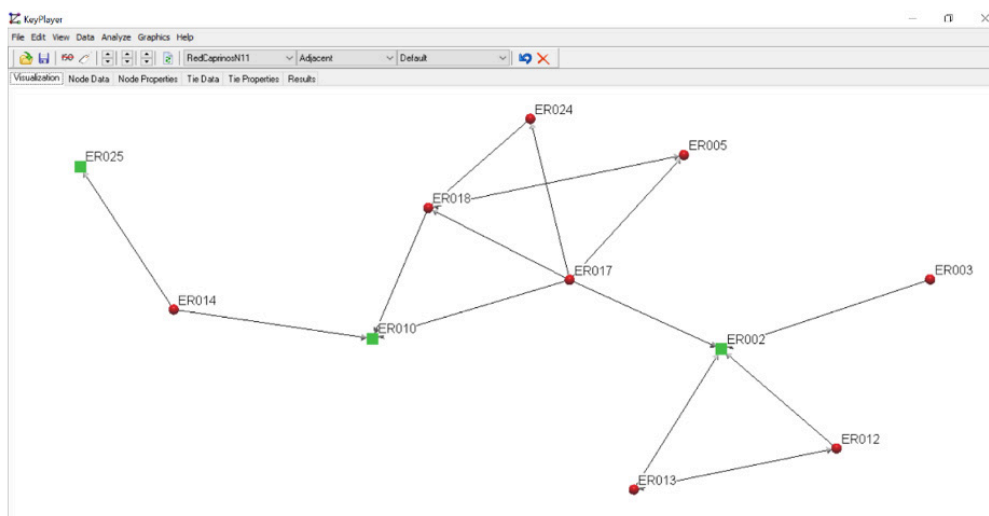 KeyPlayer
File Edit View Data Analyze Graphics Help
ISO RedCaprinosN11 Adjacent Default
Visualization Node Data Node Properties Tie Data Tie Properties Results
ER024
ER005
ER025
ER018
ER017
ER003
ER014
ER010
ER002
ER012
ER013